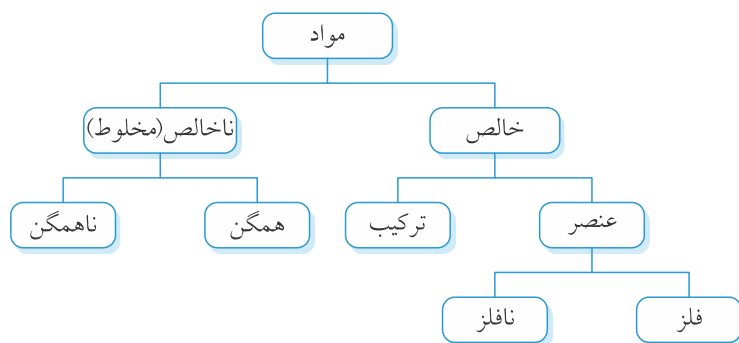 مواد
خالص
ناخالص(مخلوط)
عنصر
ترکیب
همگن
ناهمگن
فلز
نافلز